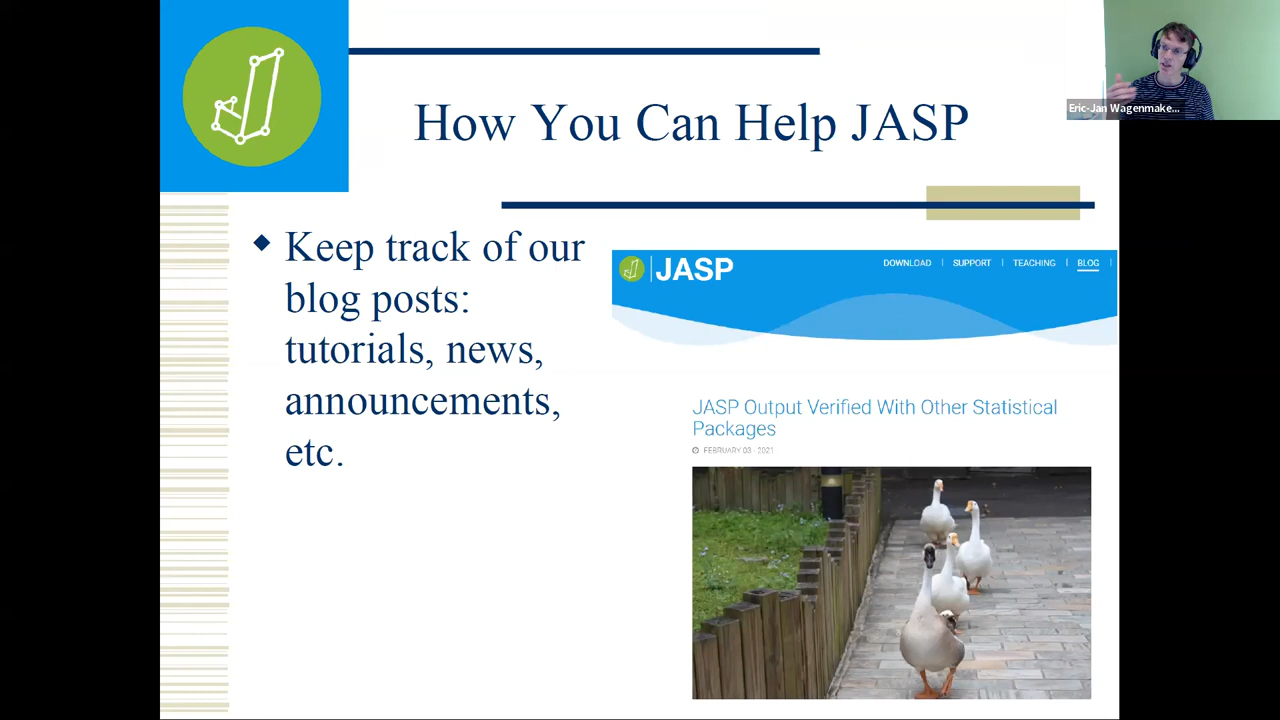 How You Can Help JASP
Eric-Jan Wagenmake...
Keep track of our
blog posts:
tutorials, news,
announcements,
etc.
JASP
DOWNLOAD | SUPPORT | TEACHING | BLOG |
JASP Output Verified With Other Statistical
Packages
FEBRUARY 03 - 2021